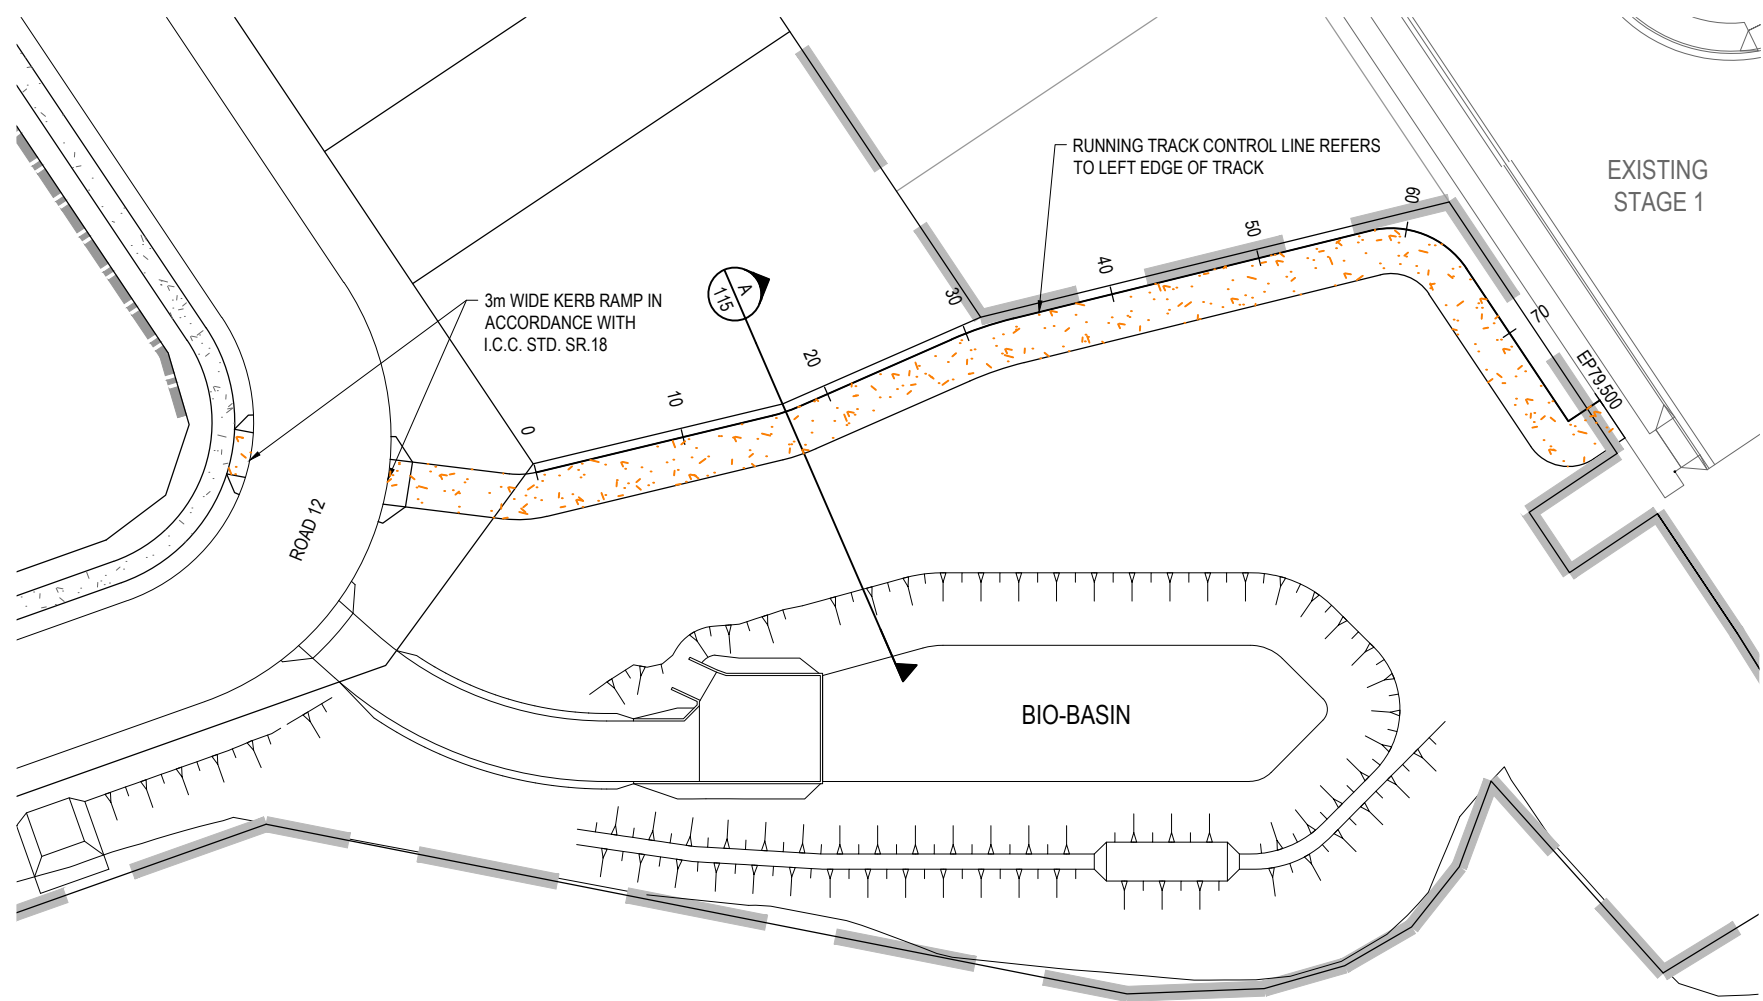 RUNNING TRACK CONTROL LINE REFERS
TO LEFT EDGE OF TRACK
EXISTING
STAGE 1
3m WIDE KERB RAMP IN
ACCORDANCE WITH
I.C.C. STD. SR.18
A
115
0
10
20
30
40
50
60
70
EP79.500
ROAD 12
BIO-BASIN